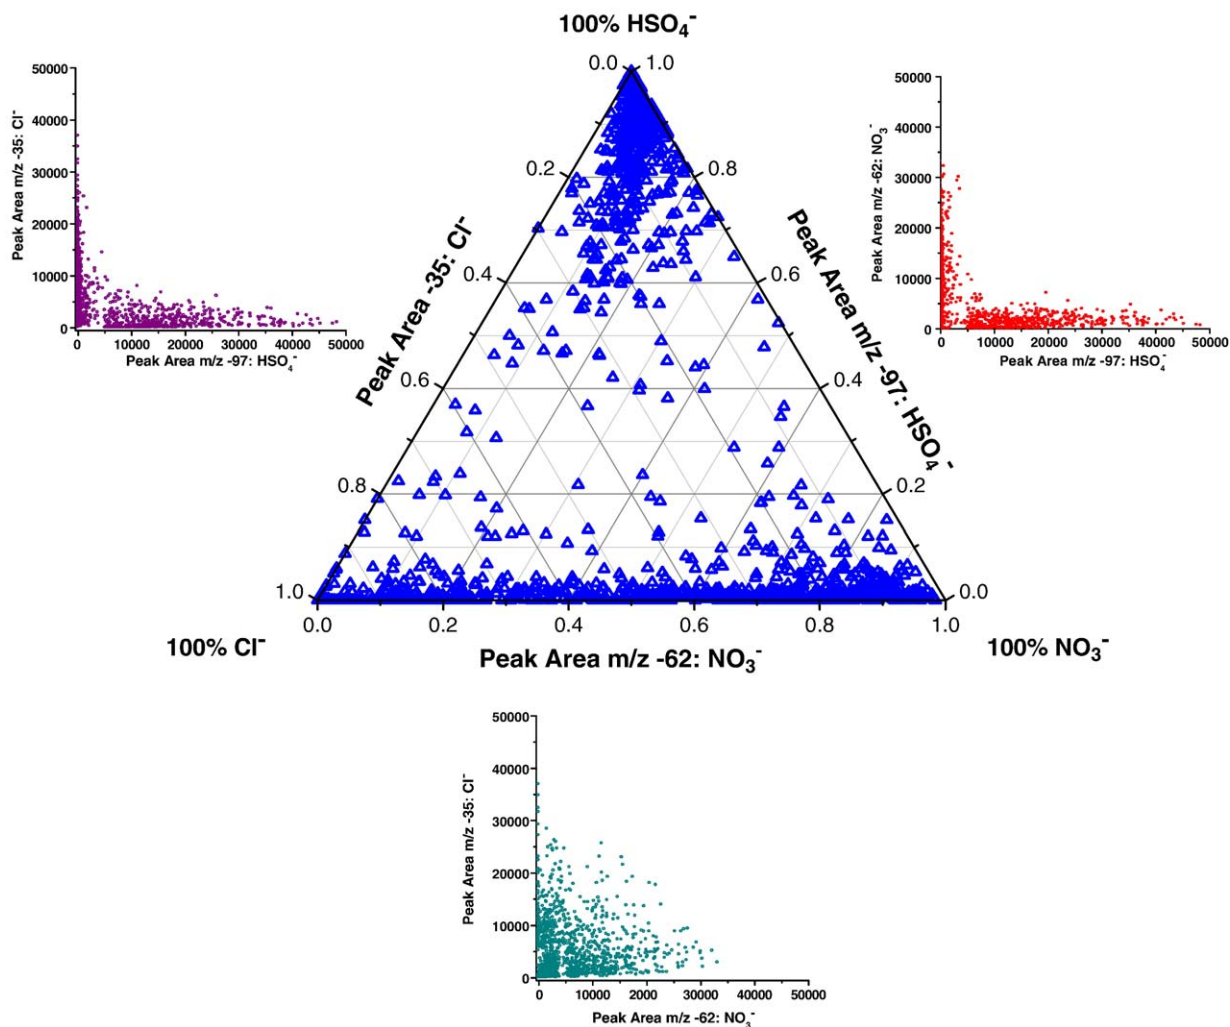 100% HSO₄⁻
0.0 1.0
0.2 0.8
0.4 0.6
0.6 0.4
0.8 0.2
1.0 0.0
0.0 0.2 0.4 0.6 0.8 1.0
Peak Area -35: Cl⁻
Peak Area m/z -97: HSO₄⁻
100% Cl⁻
Peak Area m/z -62: NO₃⁻
100% NO₃⁻
50000
40000
30000
20000
10000
0
Peak Area m/z -35: Cl⁻
0 10000 20000 30000 40000 50000
Peak Area m/z -97: HSO₄⁻
50000
40000
30000
20000
10000
0
Peak Area m/z -62: NO₃⁻
0 10000 20000 30000 40000 50000
Peak Area m/z -97: HSO₄⁻
50000
40000
30000
20000
10000
0
Peak Area m/z -35: Cl⁻
0 10000 20000 30000 40000 50000
Peak Area m/z -62: NO₃⁻